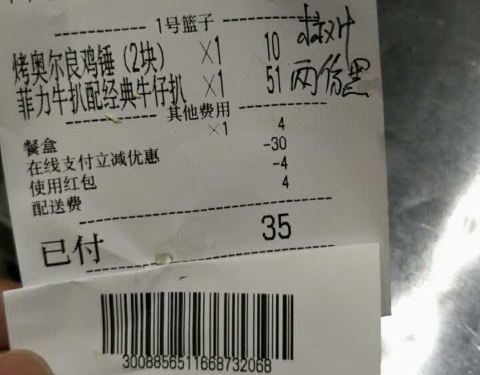 1号篮子
烤奥尔良鸡锤(2块) ×1 10
菲力牛扒配经典牛仔扒 ×1 51 两份黑
其他费用
餐盒 ×1 4
在线支付立减优惠 -30
使用红包 -4
配送费 4
已付 35
3008856511668732068